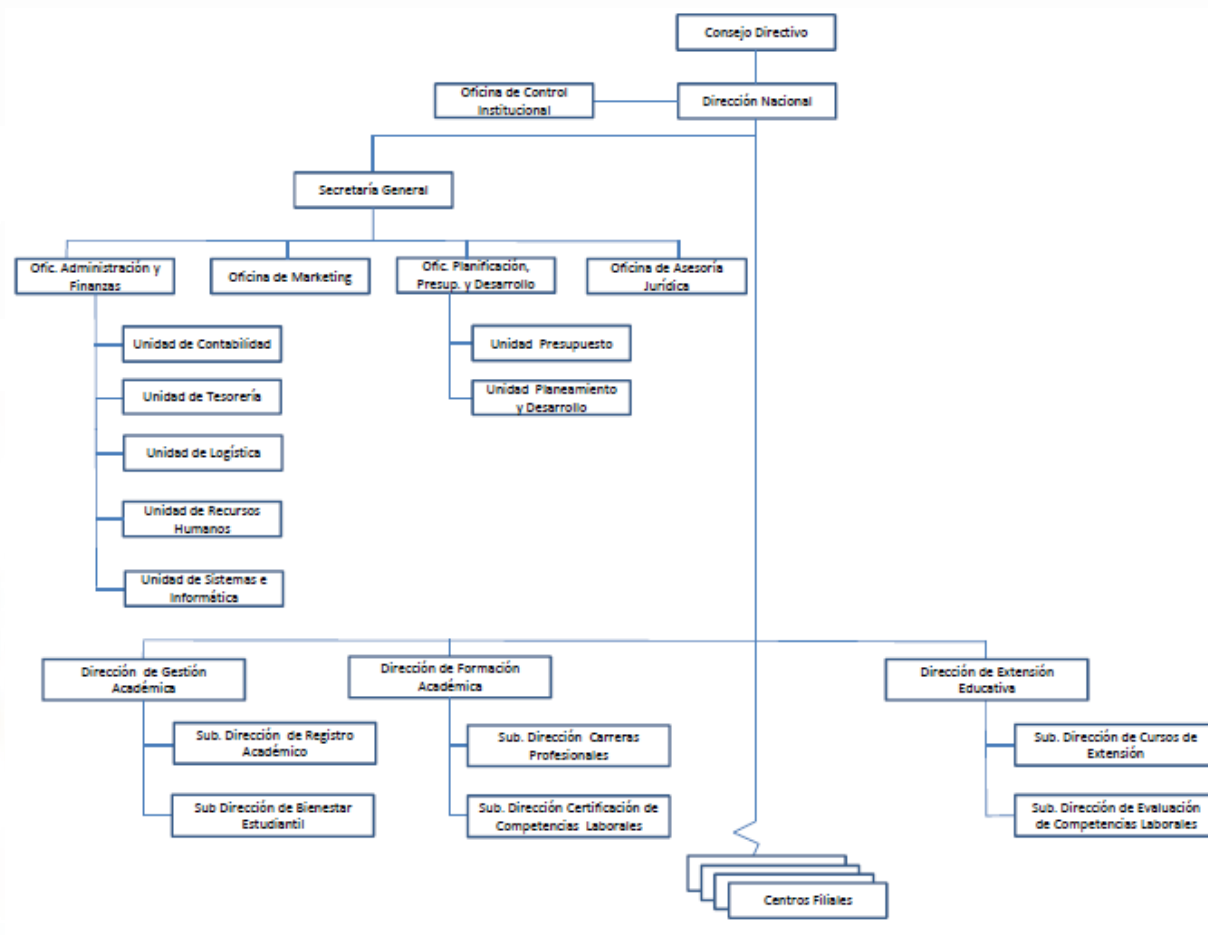 Consejo Directivo
Oficina de Control
Institucional
Dirección Nacional
Secretaría General
Ofic. Administración y
Finanzas
Oficina de Marketing
Ofic. Planificación,
Presup. y Desarrollo
Oficina de Asesoría
Jurídica
Unidad de Contabilidad
Unidad de Tesorería
Unidad de Logística
Unidad de Recursos
Humanos
Unidad de Sistemas e
Informática
Unidad Presupuesto
Unidad Planeamiento
y Desarrollo
Dirección de Gestión
Académica
Sub. Dirección de Registro
Académico
Sub Dirección de Bienestar
Estudiantil
Dirección de Formación
Académica
Sub. Dirección Carreras
Profesionales
Sub. Dirección Certificación de
Competencias Laborales
Dirección de Extensión
Educativa
Sub. Dirección de Cursos de
Extensión
Sub. Dirección de Evaluación
de Competencias Laborales
Centros Filiales